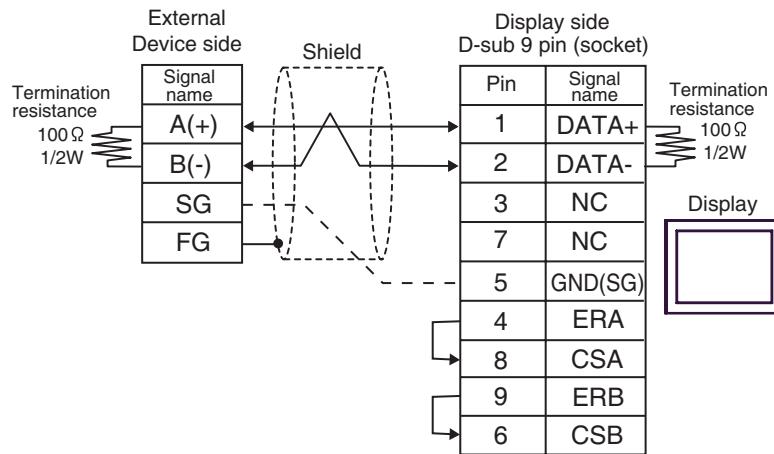 External
Device side
Shield
Display side
D-sub 9 pin (socket)
Termination
resistance
100Ω
1/2W
Signal
name
A(+)
B(-)
SG
FG
Pin
Signal
name
1
DATA+
2
DATA-
3
NC
7
NC
5
GND(SG)
4
ERA
8
CSA
9
ERB
6
CSB
Termination
resistance
100Ω
1/2W
Display